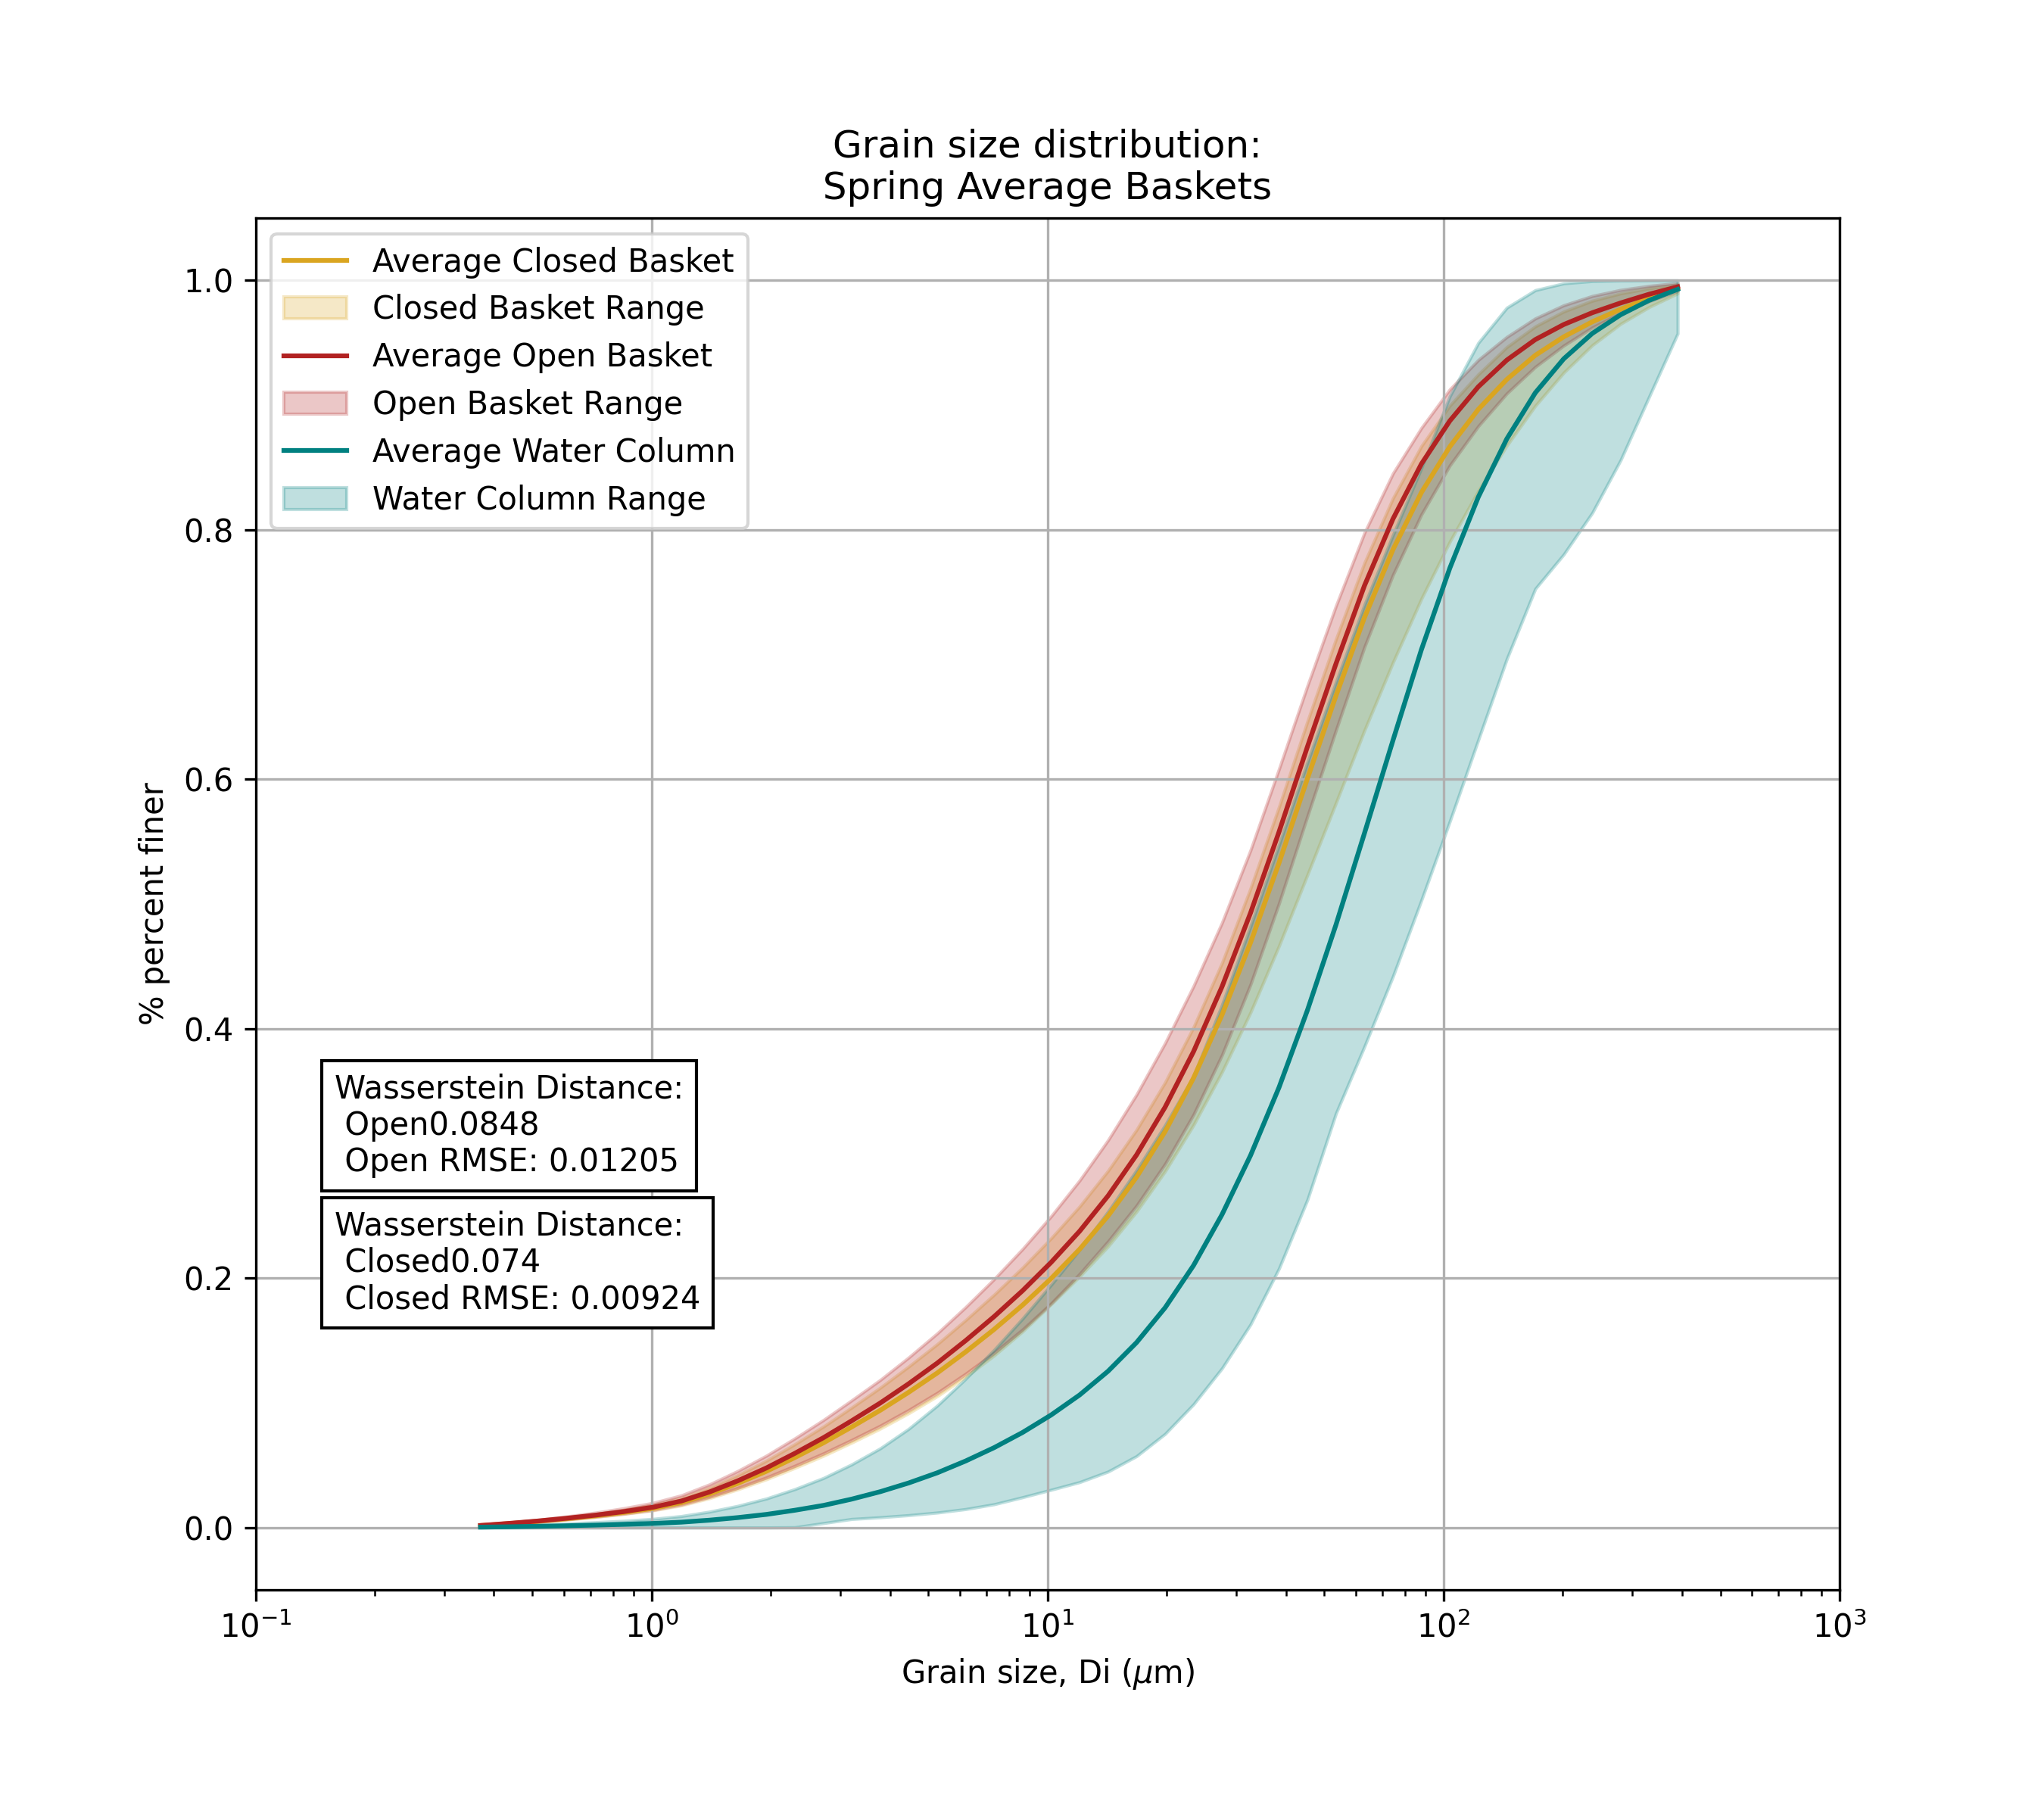 Grain size distribution:
Spring Average Baskets
Average Closed Basket
Closed Basket Range
Average Open Basket
Open Basket Range
Average Water Column
Water Column Range
1.0
0.8
0.6
0.4
0.2
0.0
% percent finer
Wasserstein Distance:
Open0.0848
Open RMSE: 0.01205
Wasserstein Distance:
Closed0.074
Closed RMSE: 0.00924
10⁻¹ 10⁰ 10¹ 10² 10³
Grain size, Di (μm)